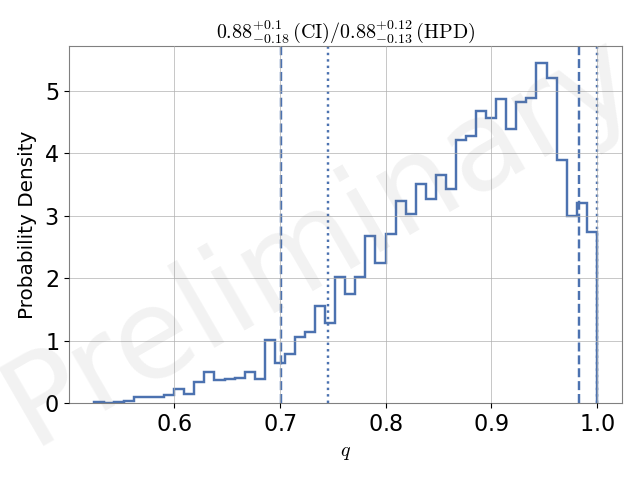 0.88^{+0.1}_{-0.18} (CI)/0.88^{+0.12}_{-0.13} (HPD)
Probability Density
5
4
3
2
1
0
0.6 0.7 0.8 0.9 1.0
q
Preliminary